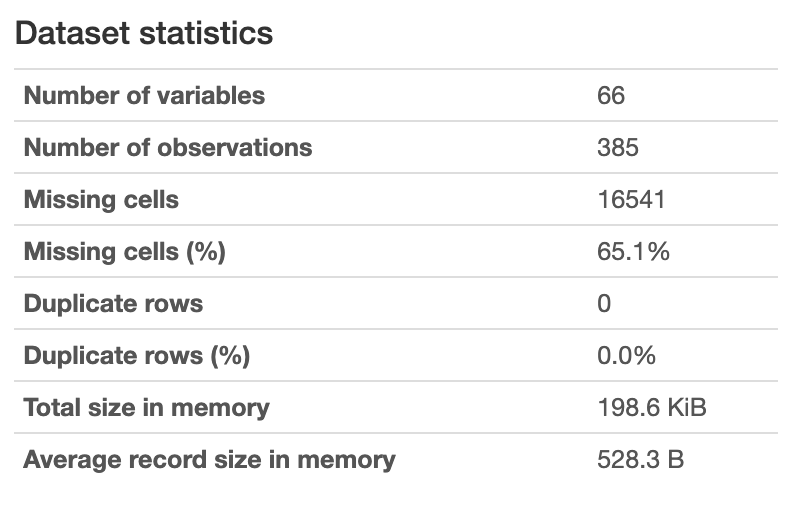 Dataset statistics
Number of variables 66
Number of observations 385
Missing cells 16541
Missing cells (%) 65.1%
Duplicate rows 0
Duplicate rows (%) 0.0%
Total size in memory 198.6 KiB
Average record size in memory 528.3 B